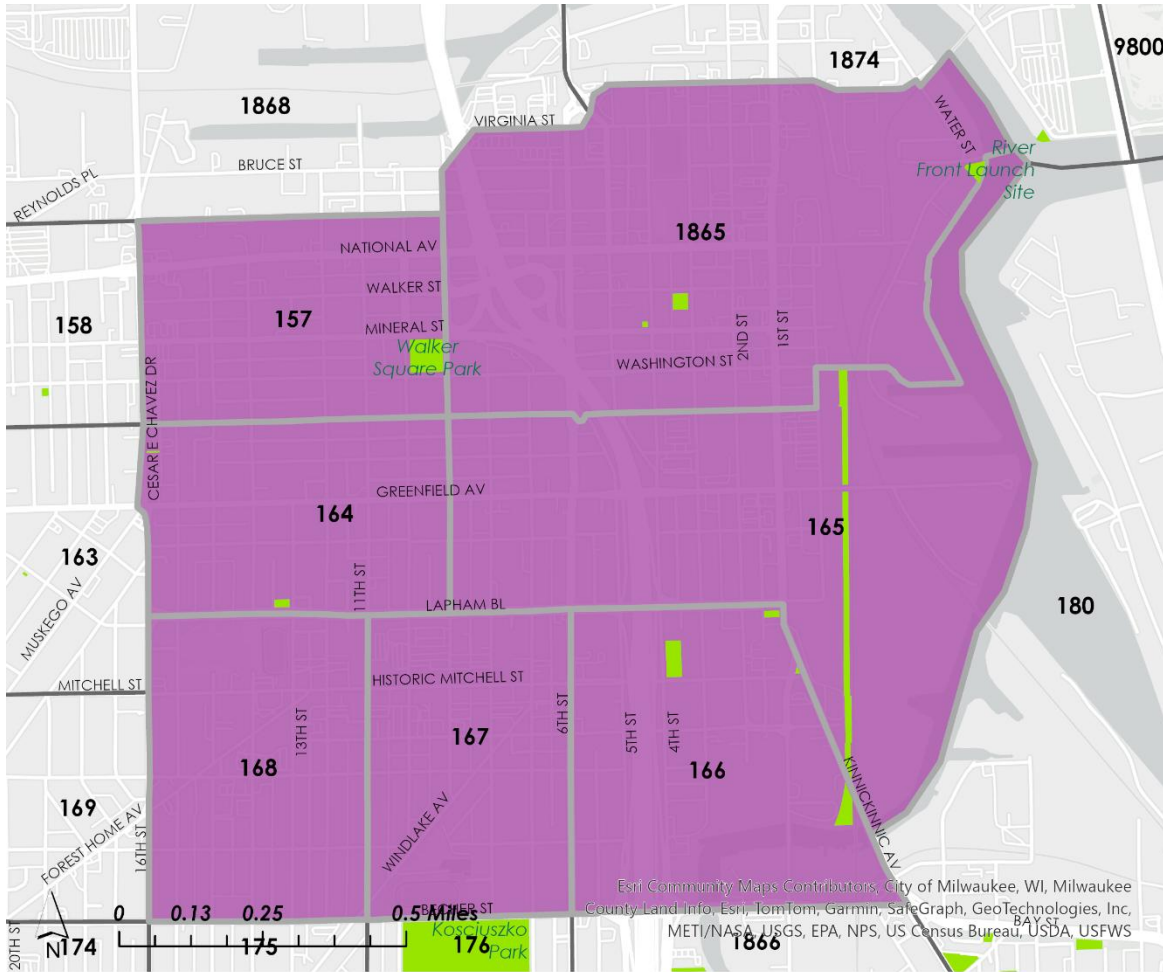 1874
9800
1868
VIRGINIA ST
WATER ST
BRUCE ST
River
Front Launch
Site
REYNOLDS PL
1865
NATIONAL AV
WALKER ST
157
158
MINERAL ST
2ND ST
1ST ST
Walker
Square Park
WASHINGTON ST
CESAR E CHAVEZ DR
GREENFIELD AV
164
165
163
11TH ST
MUSKEGO AV
LAPHAM BL
180
HISTORIC MITCHELL ST
MITCHELL ST
13TH ST
6TH ST
5TH ST
4TH ST
167
168
166
KINNICKINNIC AV
169
WINDLAKE AV
FOREST HOME AV
16TH ST
Esri Community Maps Contributors, City of Milwaukee, WI, Milwaukee
County Land Info, Esri, TomTom, Garmin, SafeGraph, GeoTechnologies, Inc,
METI/NASA, USGS, EPA, NPS, US Census Bureau, USDA, USFWS
BECHER ST
0 0.13 0.25 0.5 Miles
BAY ST
20TH ST
N
174
175
Kosciuszko
Park
176
1866